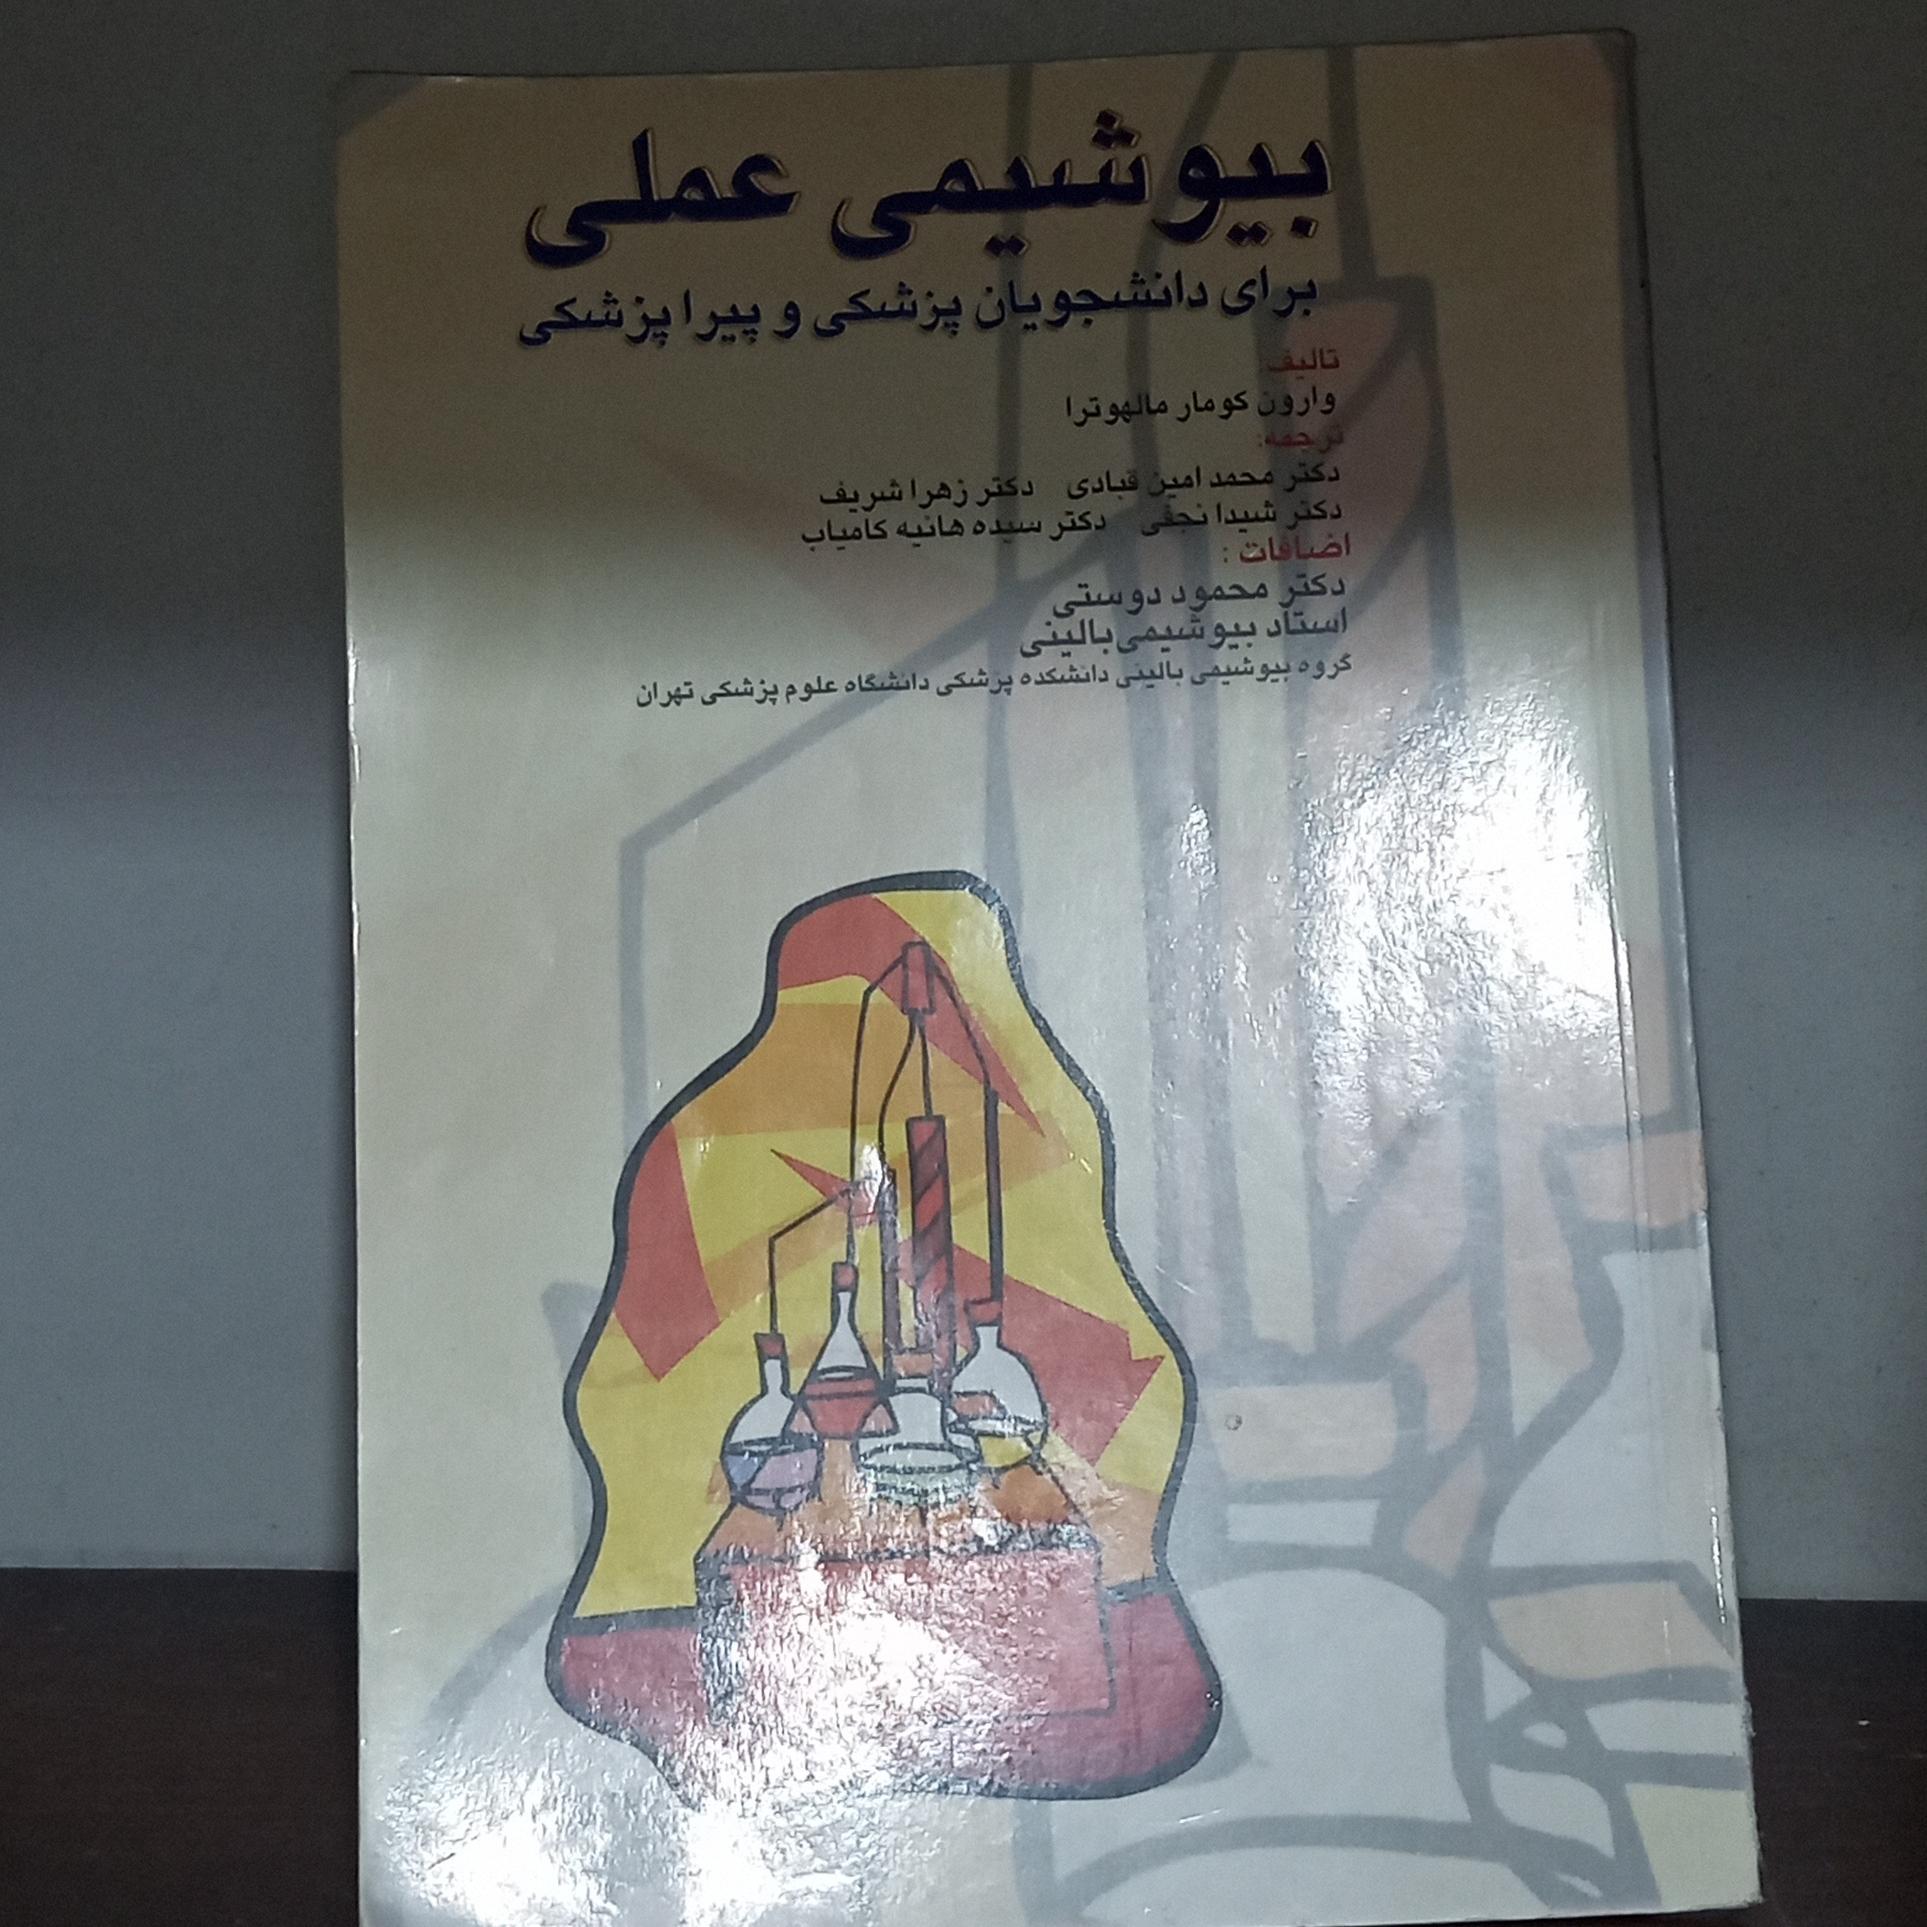 بیوشیمی عملی
برای دانشجویان پزشکی و پیراپزشکی
تالیف:
وارون کومار مالهوترا
ترجمه:
دکتر محمد امین قبادی دکتر زهرا شریف
دکتر شیدا نجفی دکتر سیده هانیه کامیاب
اضافات :
دکتر محمود دوستی
استاد بیوشیمی بالینی
گروه بیوشیمی بالینی دانشکده پزشکی دانشگاه علوم پزشکی تهران